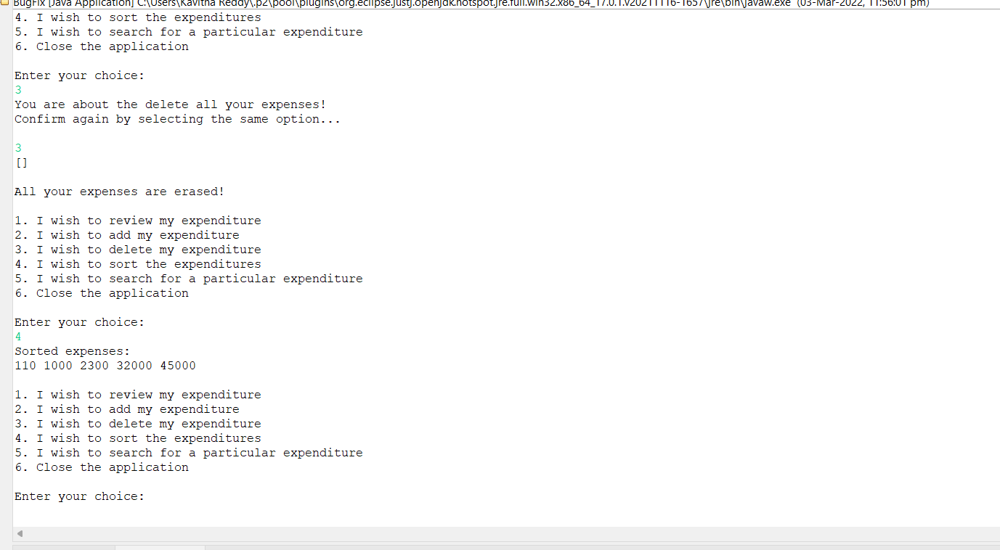 BugFix [Java Application] C:\Users\Kavitha Reddy\.p2\pool\plugins\org.eclipse.justj.openjdk.hotspot.jre.full.win32.x86_64_17.0.1.v20211116-1657\jre\bin\javaw.exe (03-Mar-2022, 11:56:01 pm)
4. I wish to sort the expenditures
5. I wish to search for a particular expenditure
6. Close the application
Enter your choice:
3
You are about the delete all your expenses!
Confirm again by selecting the same option...
3
[]
All your expenses are erased!
1. I wish to review my expenditure
2. I wish to add my expenditure
3. I wish to delete my expenditure
4. I wish to sort the expenditures
5. I wish to search for a particular expenditure
6. Close the application
Enter your choice:
4
Sorted expenses:
110 1000 2300 32000 45000
1. I wish to review my expenditure
2. I wish to add my expenditure
3. I wish to delete my expenditure
4. I wish to sort the expenditures
5. I wish to search for a particular expenditure
6. Close the application
Enter your choice: